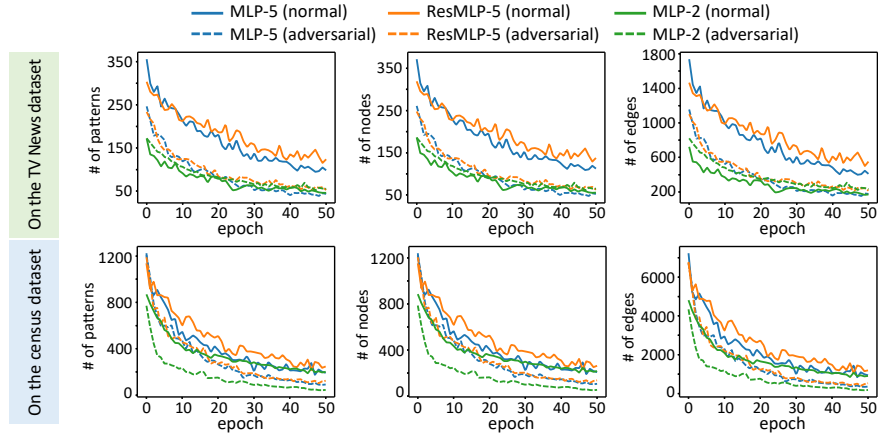 MLP-5 (normal) ResMLP-5 (normal) MLP-2 (normal)
MLP-5 (adversarial) ResMLP-5 (adversarial) MLP-2 (adversarial)
On the TV News dataset
# of patterns
350
250
150
50
0 10 20 30 40 50
epoch
# of nodes
350
250
150
50
0 10 20 30 40 50
epoch
# of edges
1800
1400
1000
600
200
0 10 20 30 40 50
epoch
On the census dataset
# of patterns
1200
800
400
0
0 10 20 30 40 50
epoch
# of nodes
1200
800
400
0
0 10 20 30 40 50
epoch
# of edges
6000
4000
2000
0
0 10 20 30 40 50
epoch